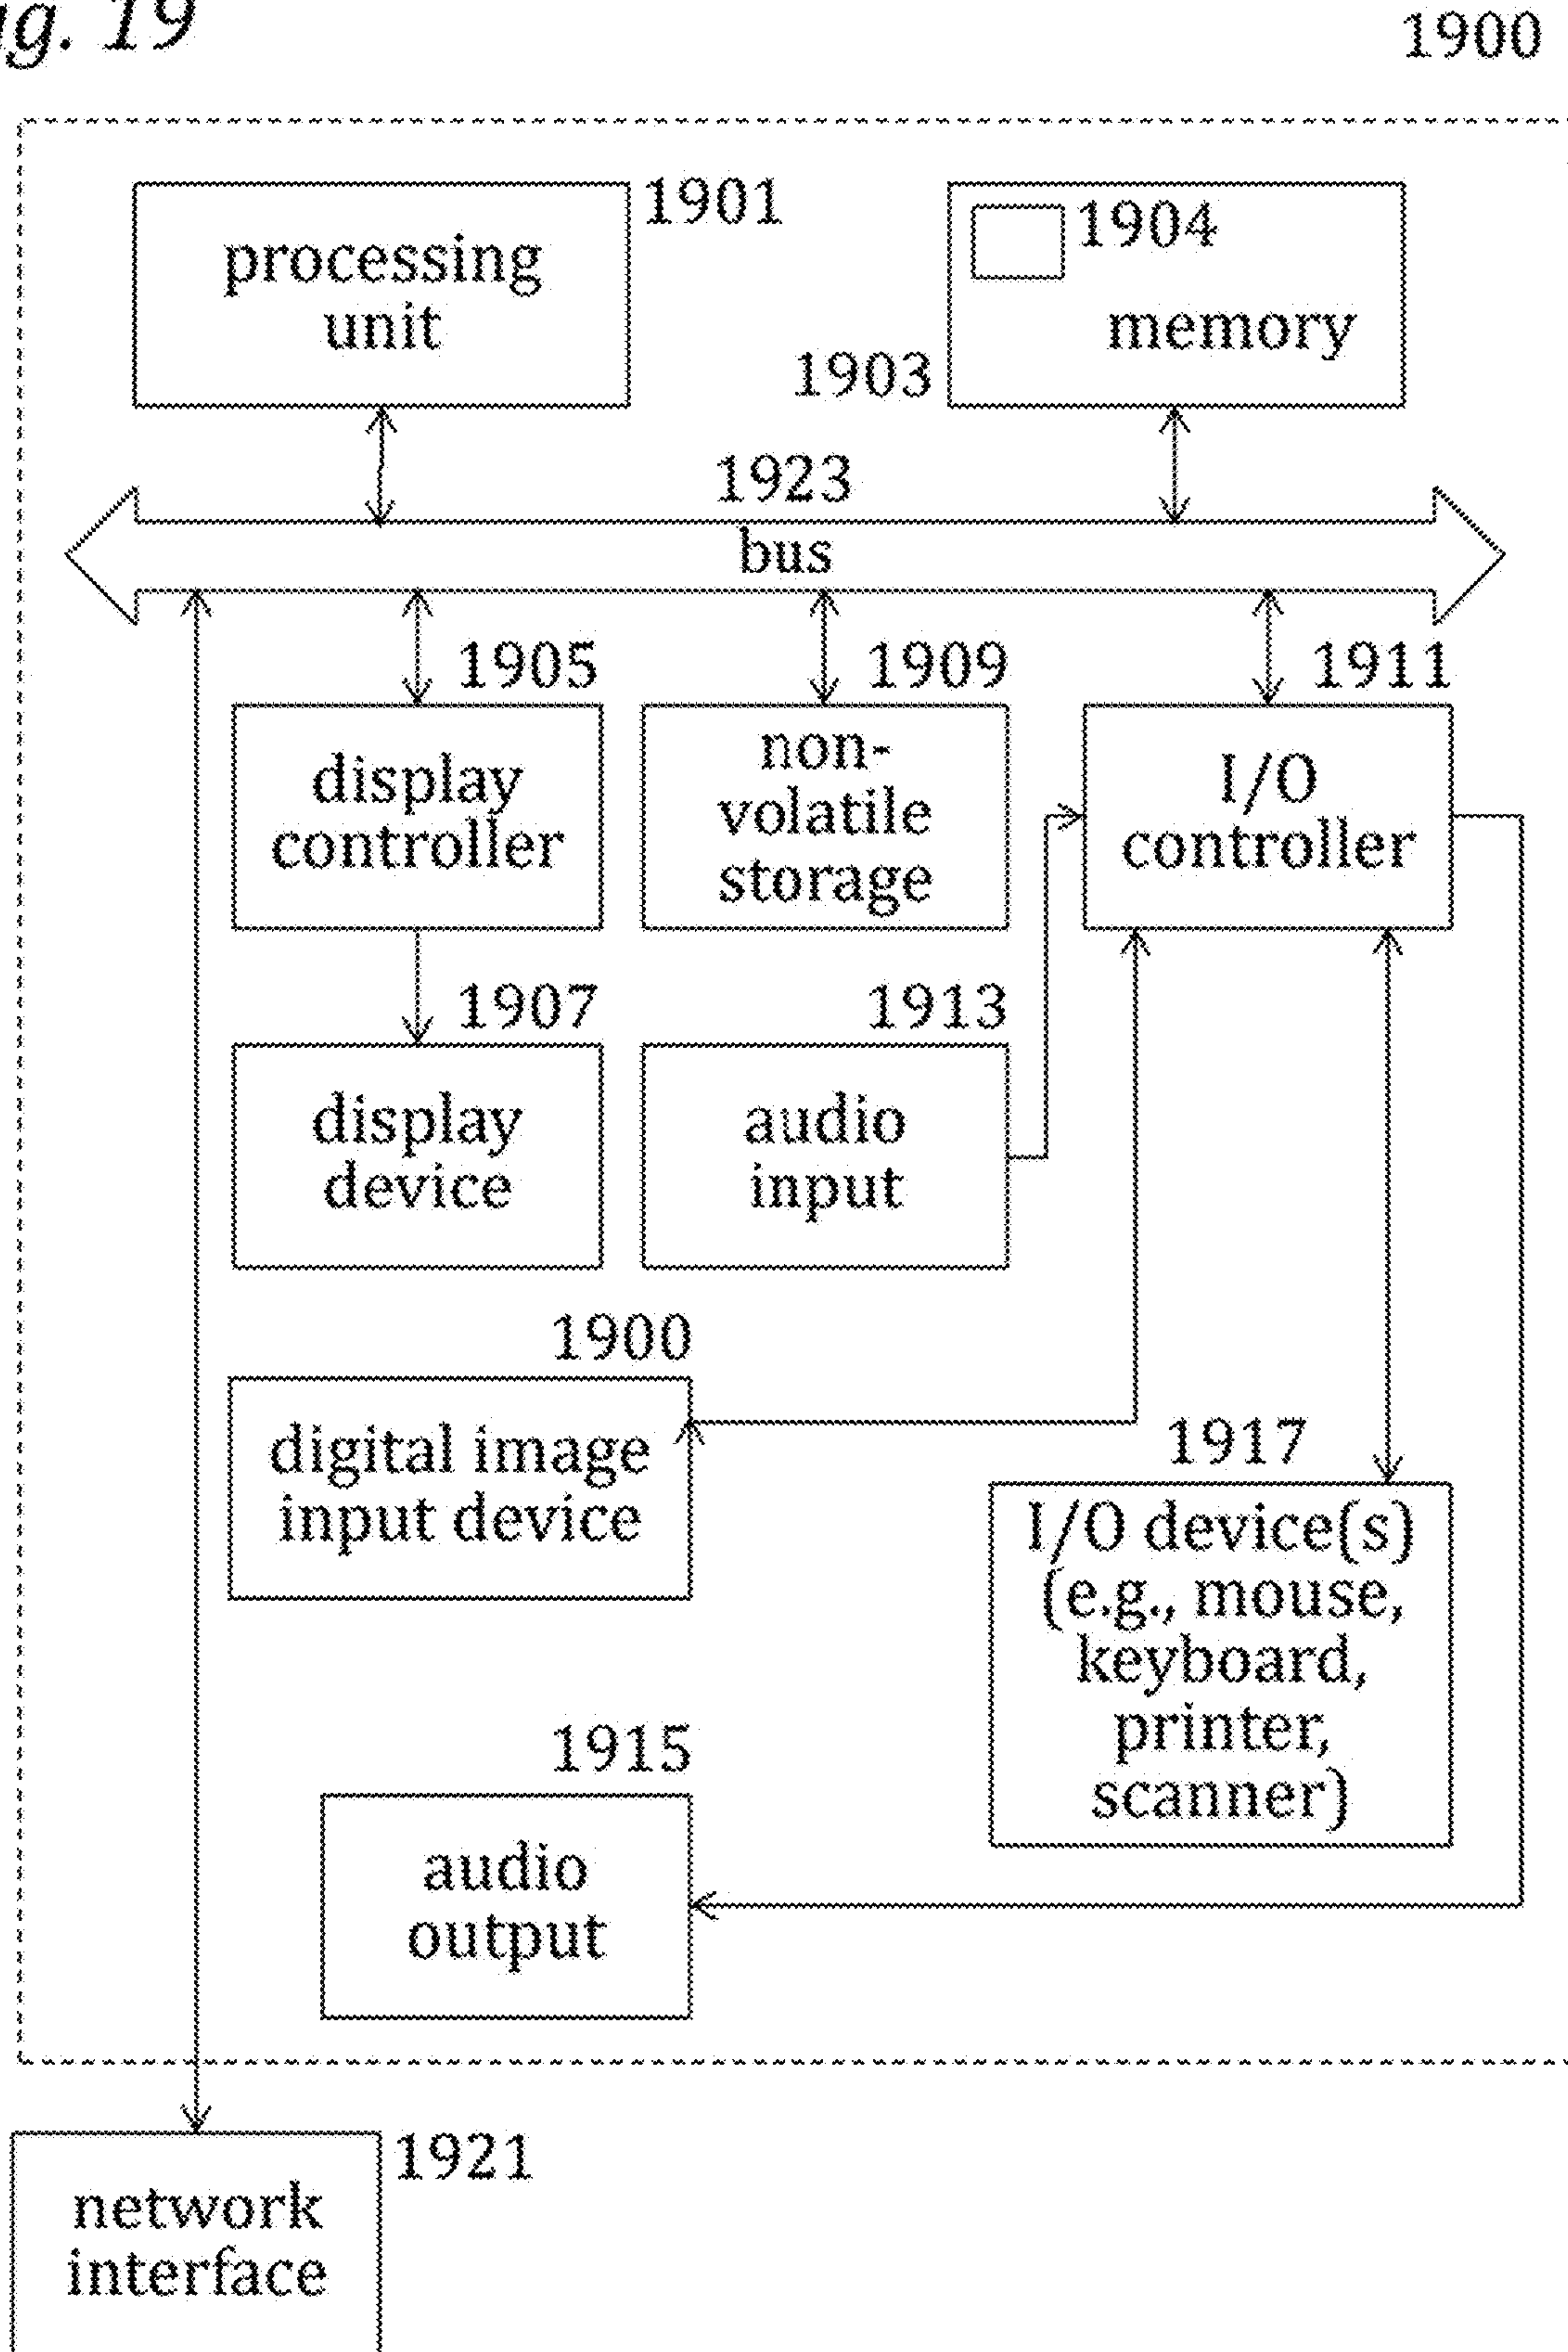 g. 19
1900
1901
processing
unit
1904
memory
1903
1923
bus
1905
display
controller
1909
non-
volatile
storage
1911
I/O
controller
1907
display
device
1913
audio
input
1900
digital image
input device
1917
I/O device(s)
(e.g., mouse,
keyboard,
printer,
scanner)
1915
audio
output
1921
network
interface